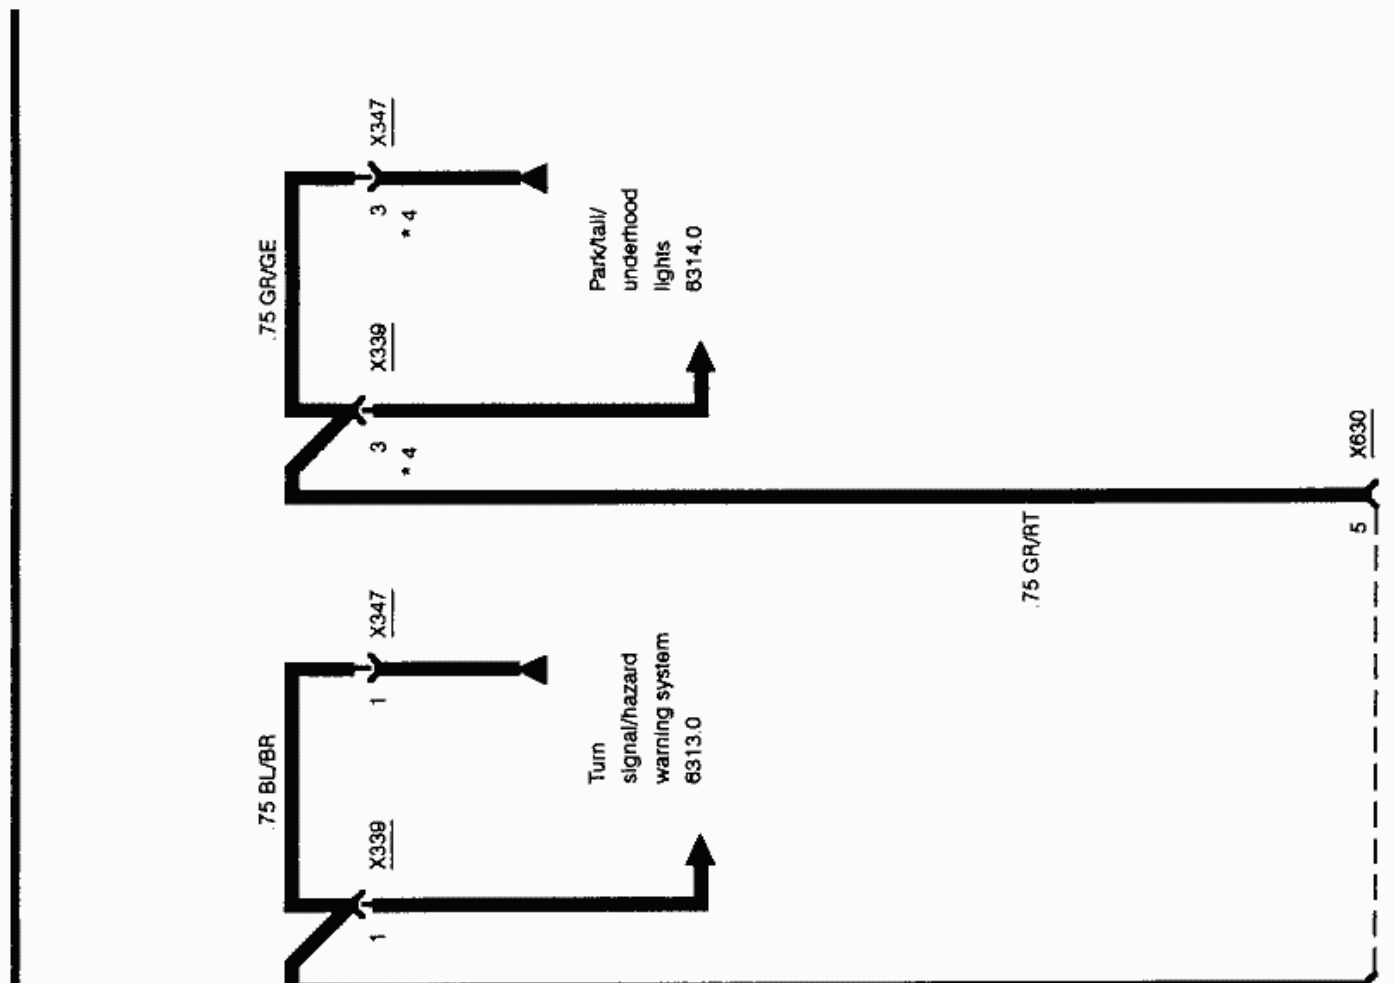 .75 BL/BR
.75 GR/GE
1
X339
1
X347
3
* 4
X339
3
* 4
X347
Turn
signal/hazard
warning system
6313.0
Park/tail/
underhood
lights
6314.0
.75 GR/RT
5
X630